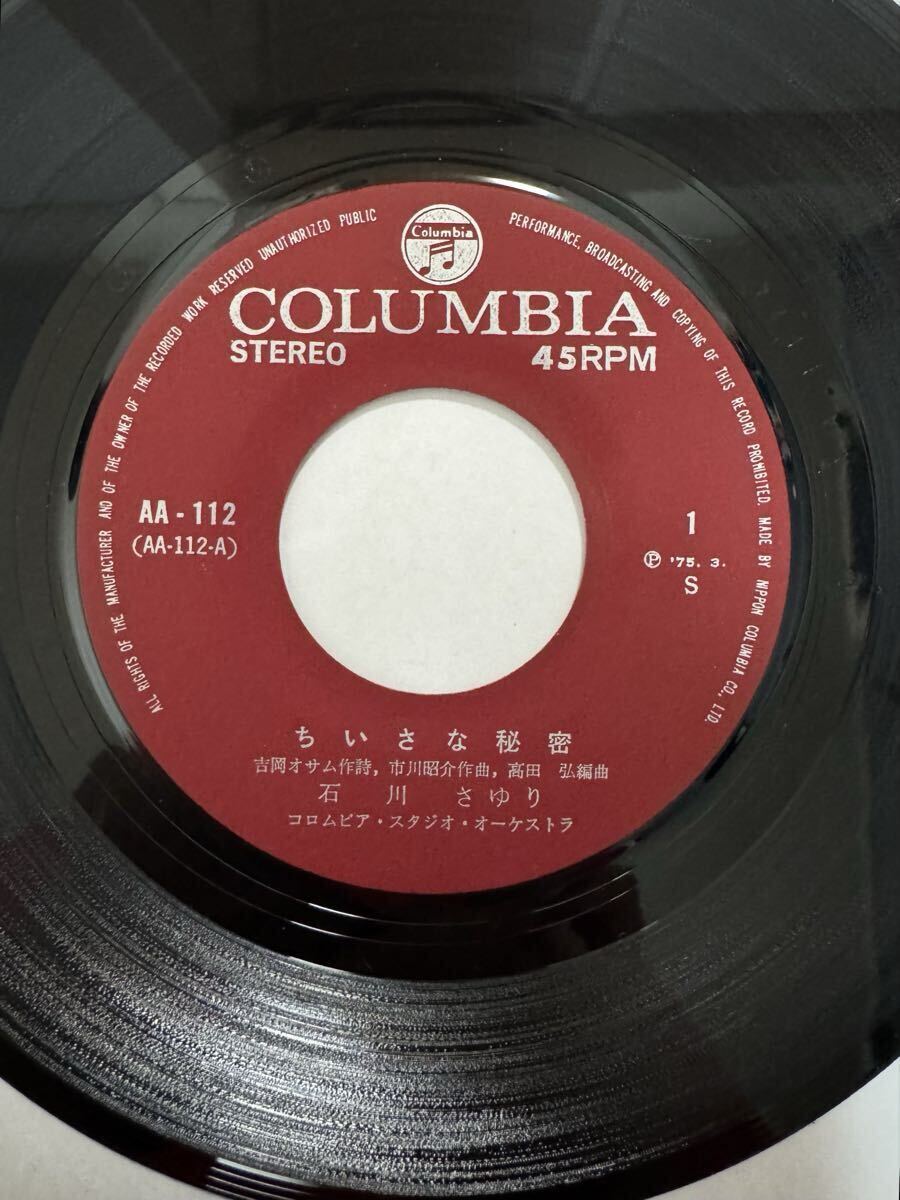 ALL RIGHTS OF THE MANUFACTURER AND OF THE OWNER OF THE RECORDED WORK RESERVED UNAUTHORIZED PUBLIC PERFORMANCE, BROADCASTING AND COPYING OF THIS RECORD PROHIBITED. MADE BY NIPPON COLUMBIA CO., LTD.
Columbia
COLUMBIA
STEREO 45RPM
AA-112 1
(AA-112-A) Ⓟ '75. 3.
S
ちいさな秘密
吉岡オサム作詩, 市川昭介作曲, 高田 弘編曲
石川 さゆり
コロムビア・スタジオ・オーケストラ